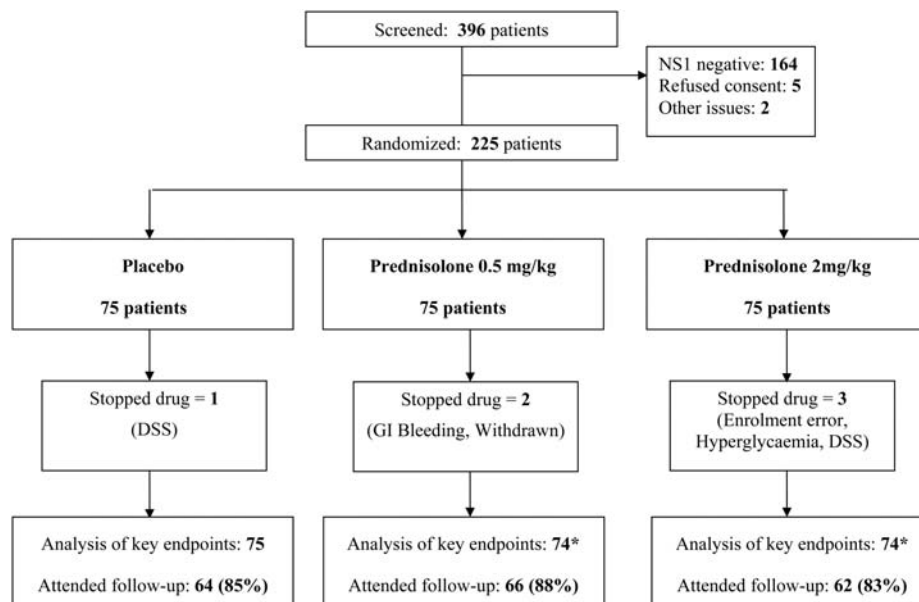 Screened: 396 patients
NS1 negative: 164
Refused consent: 5
Other issues: 2
Randomized: 225 patients
Placebo
75 patients
Prednisolone 0.5 mg/kg
75 patients
Prednisolone 2mg/kg
75 patients
Stopped drug = 1
(DSS)
Stopped drug = 2
(GI Bleeding, Withdrawn)
Stopped drug = 3
(Enrolment error,
Hyperglycaemia, DSS)
Analysis of key endpoints: 75
Attended follow-up: 64 (85%)
Analysis of key endpoints: 74*
Attended follow-up: 66 (88%)
Analysis of key endpoints: 74*
Attended follow-up: 62 (83%)